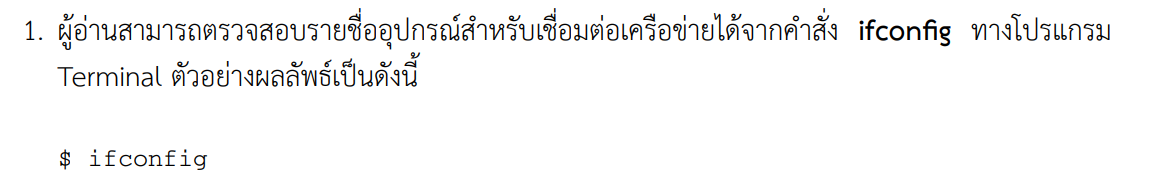 1. ผู้อ่านสามารถตรวจสอบรายชื่ออุปกรณ์สำหรับเชื่อมต่อเครือข่ายได้จากคำสั่ง ifconfig ทางโปรแกรม
Terminal ตัวอย่างผลลัพธ์เป็นดังนี้
$ ifconfig